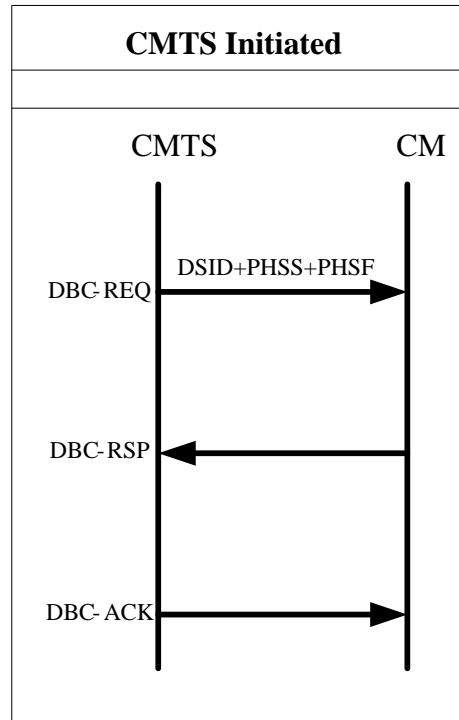 CMTS Initiated
CMTS CM
DSID+PHSS+PHSF
DBC-REQ
DBC-RSP
DBC-ACK